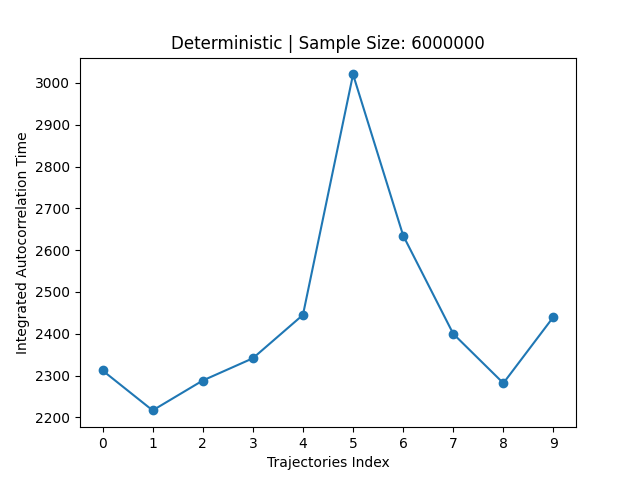 Deterministic | Sample Size: 6000000
Integrated Autocorrelation Time
3000
2900
2800
2700
2600
2500
2400
2300
2200
0 1 2 3 4 5 6 7 8 9
Trajectories Index